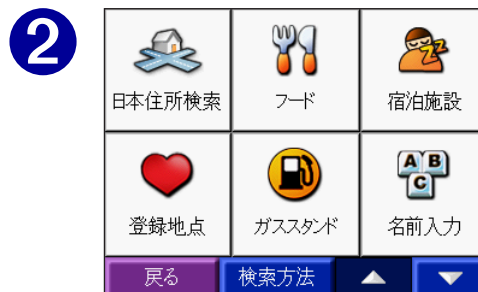 2
日本住所検索
フード
宿泊施設
A B
C
登録地点
ガススタンド
名前入力
戻る
検索方法